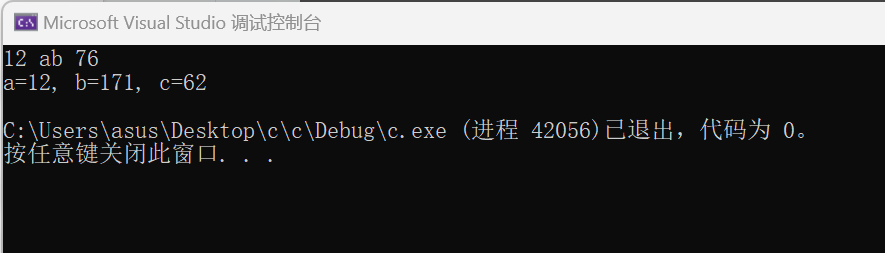 Microsoft Visual Studio 调试控制台
12 ab 76
a=12, b=171, c=62
C:\Users\asus\Desktop\c\c\Debug\c.exe (进程 42056)已退出，代码为 0。
按任意键关闭此窗口. . .